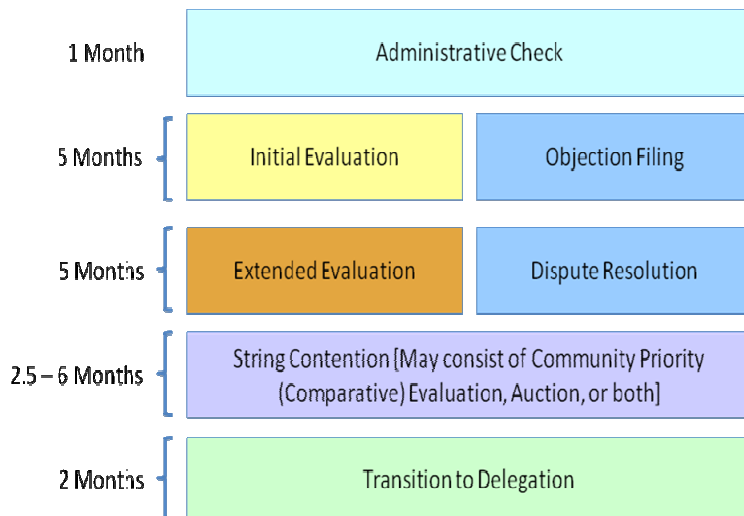 1 Month
Administrative Check
5 Months
Initial Evaluation
Objection Filing
5 Months
Extended Evaluation
Dispute Resolution
2.5 – 6 Months
String Contention [May consist of Community Priority
(Comparative) Evaluation, Auction, or both]
2 Months
Transition to Delegation